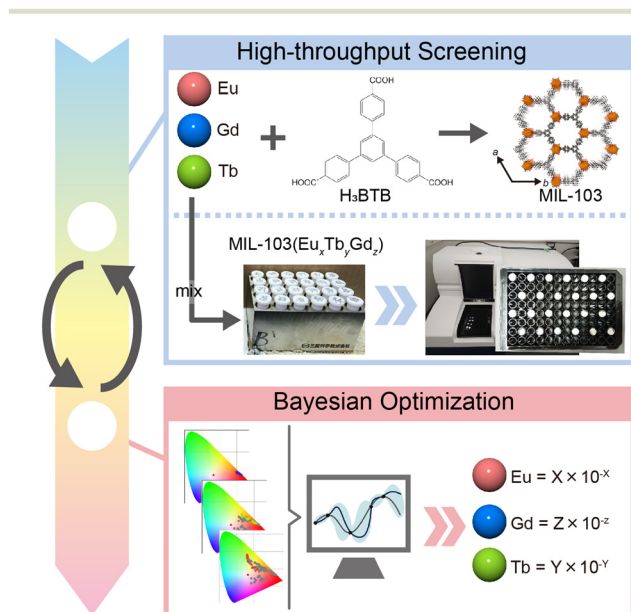 High-throughput Screening
Eu
Gd
Tb
COOH
HOOC
COOH
H₃BTB
a
b
MIL-103
MIL-103(EuₓTbᵧGd_z)
mix
B
Bayesian Optimization
Eu = X × 10⁻ˣ
Gd = Z × 10⁻ᶻ
Tb = Y × 10⁻ʸ